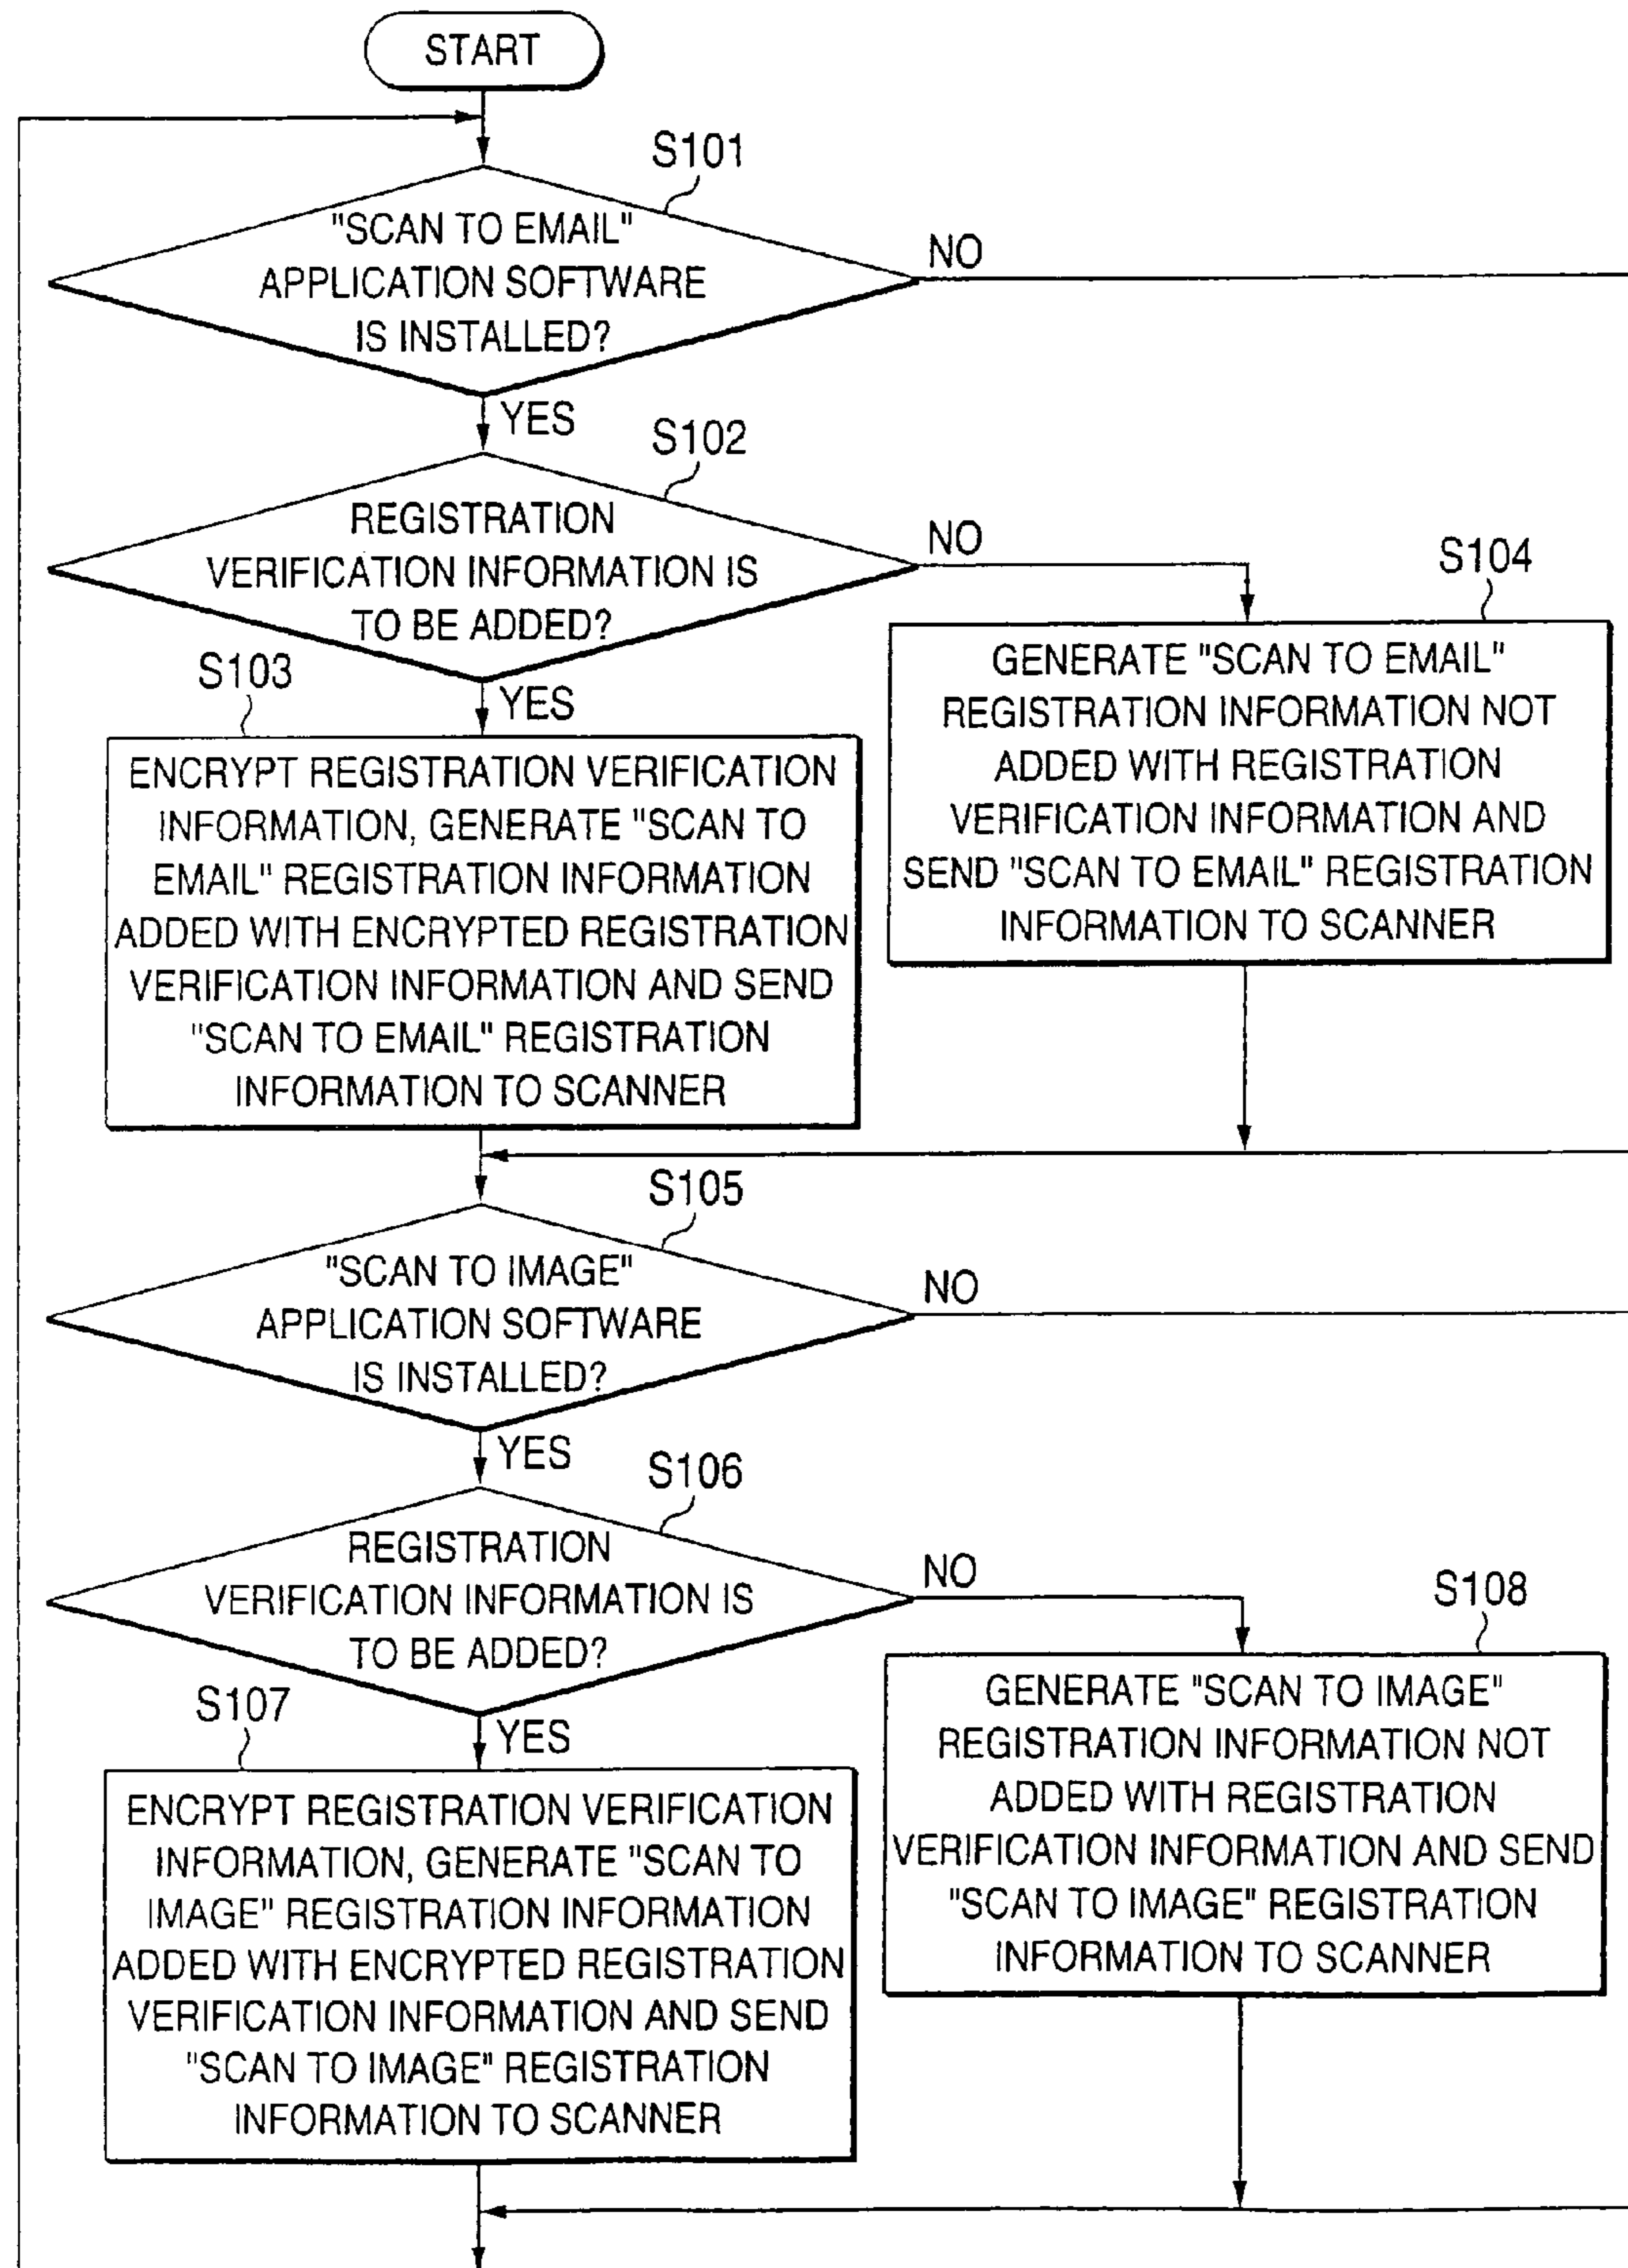 START
S101
"SCAN TO EMAIL"
APPLICATION SOFTWARE
IS INSTALLED?
NO
YES
S102
REGISTRATION
VERIFICATION INFORMATION IS
TO BE ADDED?
NO
YES
S104
GENERATE "SCAN TO EMAIL"
REGISTRATION INFORMATION NOT
ADDED WITH REGISTRATION
VERIFICATION INFORMATION AND
SEND "SCAN TO EMAIL" REGISTRATION
INFORMATION TO SCANNER
S103
ENCRYPT REGISTRATION VERIFICATION
INFORMATION, GENERATE "SCAN TO
EMAIL" REGISTRATION INFORMATION
ADDED WITH ENCRYPTED REGISTRATION
VERIFICATION INFORMATION AND SEND
"SCAN TO EMAIL" REGISTRATION
INFORMATION TO SCANNER
S105
"SCAN TO IMAGE"
APPLICATION SOFTWARE
IS INSTALLED?
NO
YES
S106
REGISTRATION
VERIFICATION INFORMATION IS
TO BE ADDED?
NO
YES
S108
GENERATE "SCAN TO IMAGE"
REGISTRATION INFORMATION NOT
ADDED WITH REGISTRATION
VERIFICATION INFORMATION AND SEND
"SCAN TO IMAGE" REGISTRATION
INFORMATION TO SCANNER
S107
ENCRYPT REGISTRATION VERIFICATION
INFORMATION, GENERATE "SCAN TO
IMAGE" REGISTRATION INFORMATION
ADDED WITH ENCRYPTED REGISTRATION
VERIFICATION INFORMATION AND SEND
"SCAN TO IMAGE" REGISTRATION
INFORMATION TO SCANNER